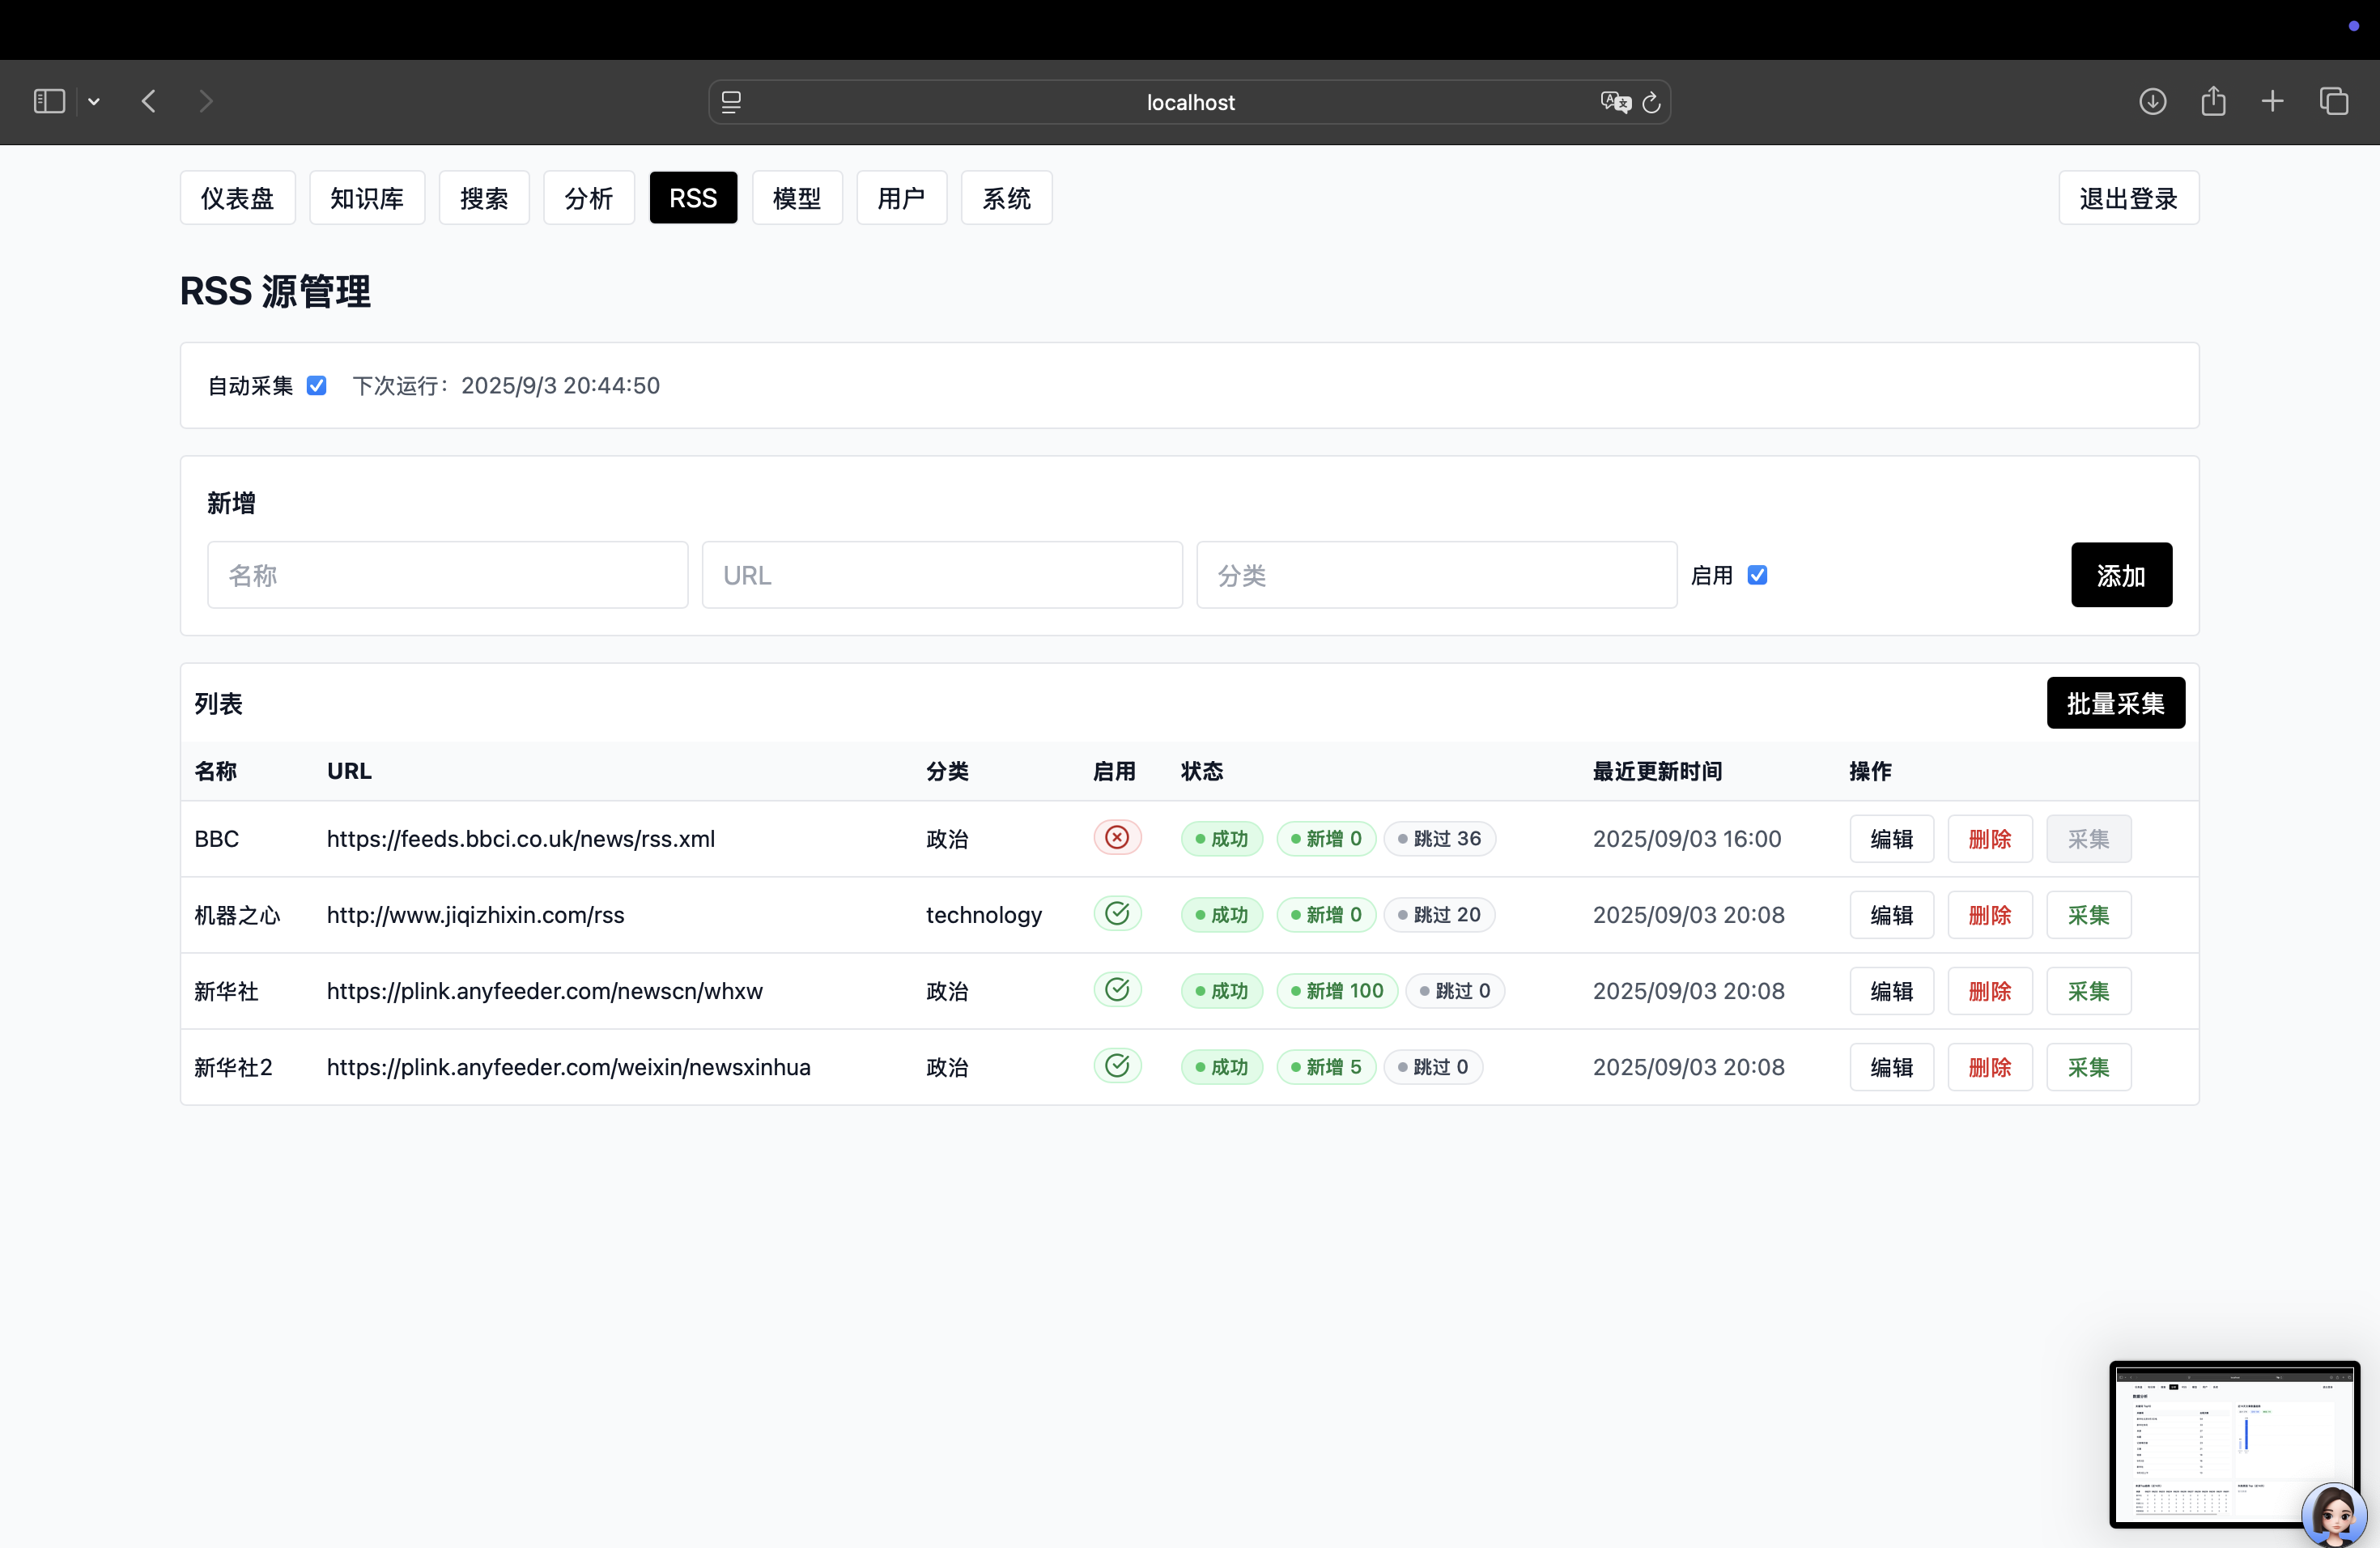 localhost
仪表盘 知识库 搜索 分析 RSS 模型 用户 系统 退出登录
RSS 源管理
自动采集 下次运行：2025/9/3 20:44:50
新增
名称 URL 分类 启用 添加
列表 批量采集
名称 URL 分类 启用 状态 最近更新时间 操作
BBC https://feeds.bbci.co.uk/news/rss.xml 政治 成功 新增 0 跳过 36 2025/09/03 16:00 编辑 删除 采集
机器之心 http://www.jiqizhixin.com/rss technology 成功 新增 0 跳过 20 2025/09/03 20:08 编辑 删除 采集
新华社 https://plink.anyfeeder.com/newscn/whxw 政治 成功 新增 100 跳过 0 2025/09/03 20:08 编辑 删除 采集
新华社2 https://plink.anyfeeder.com/weixin/newsxinhua 政治 成功 新增 5 跳过 0 2025/09/03 20:08 编辑 删除 采集